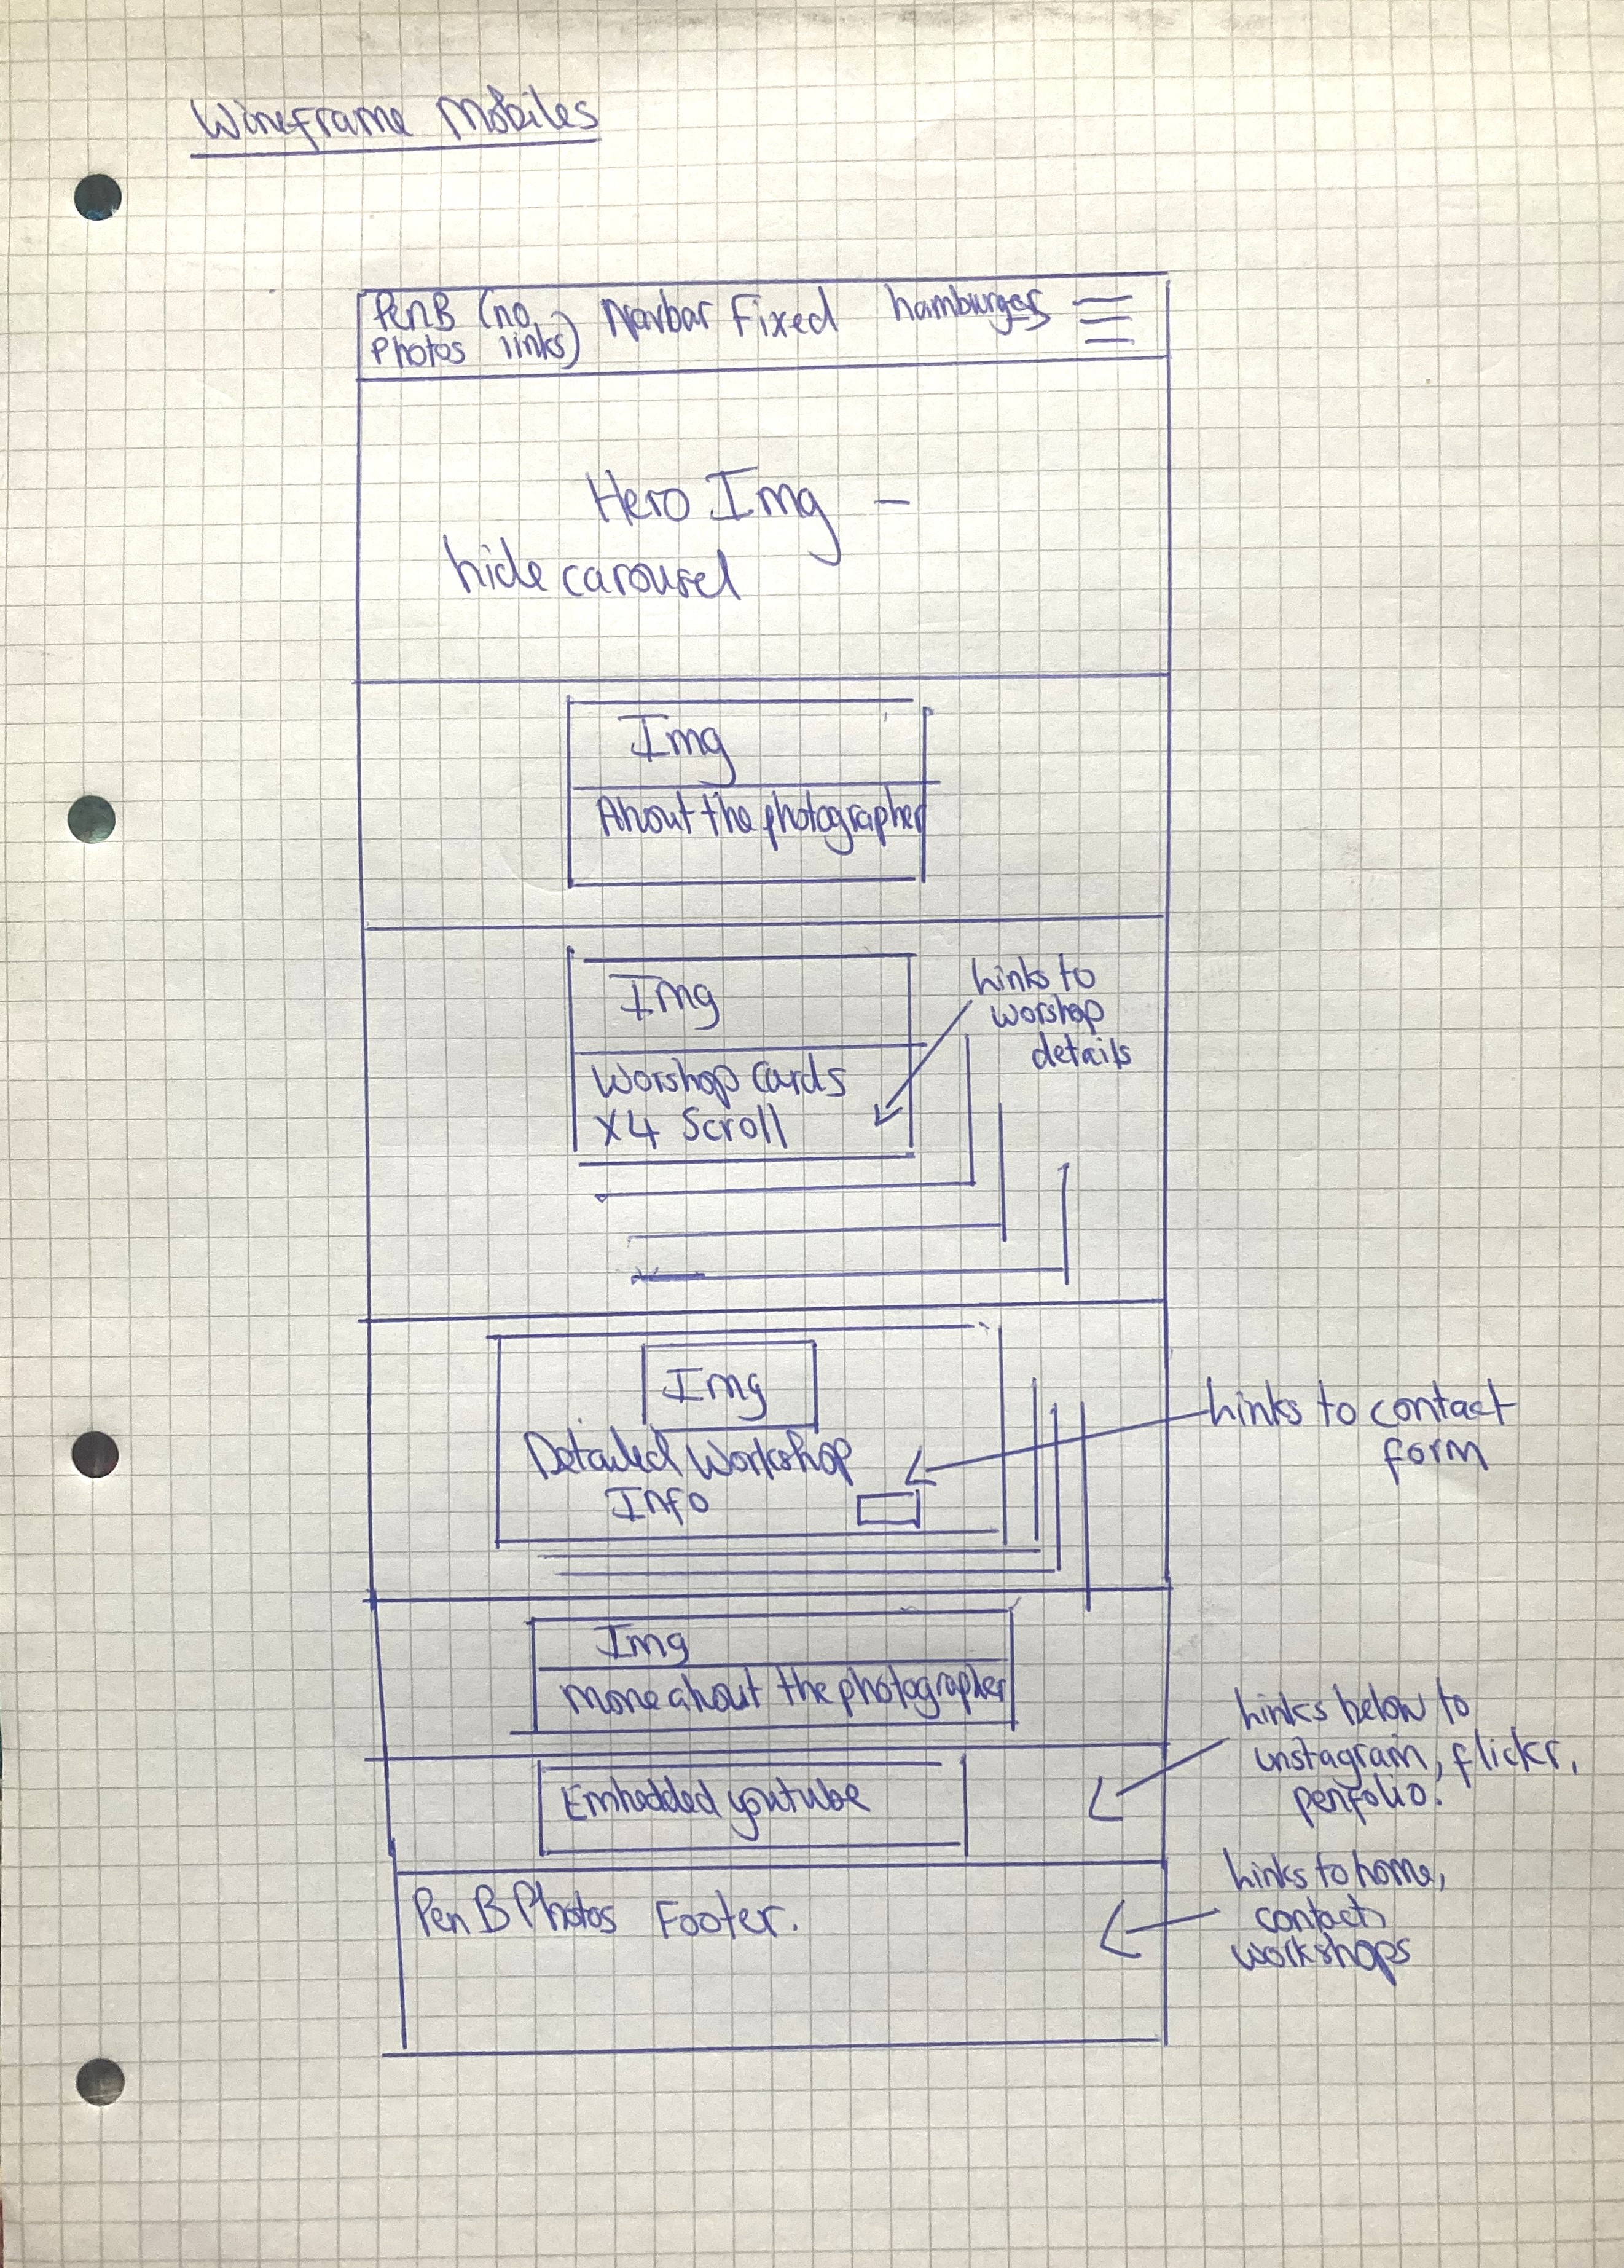 Wireframe Mobiles
PenB (no Navbar Fixed hamburger
Photos links)
Hero Img -
hide carousel
Img
About the photographer
Img
Links to
worshop
details
Worshop Cards
X4 Scroll
Img
Links to contact
form
Detailed Workshop
Info
Img
more about the photographer
Links below to
instagram, flickr,
penfolio.
Embedded youtube
Links to home,
contact,
workshops
Pen B Photos Footer.